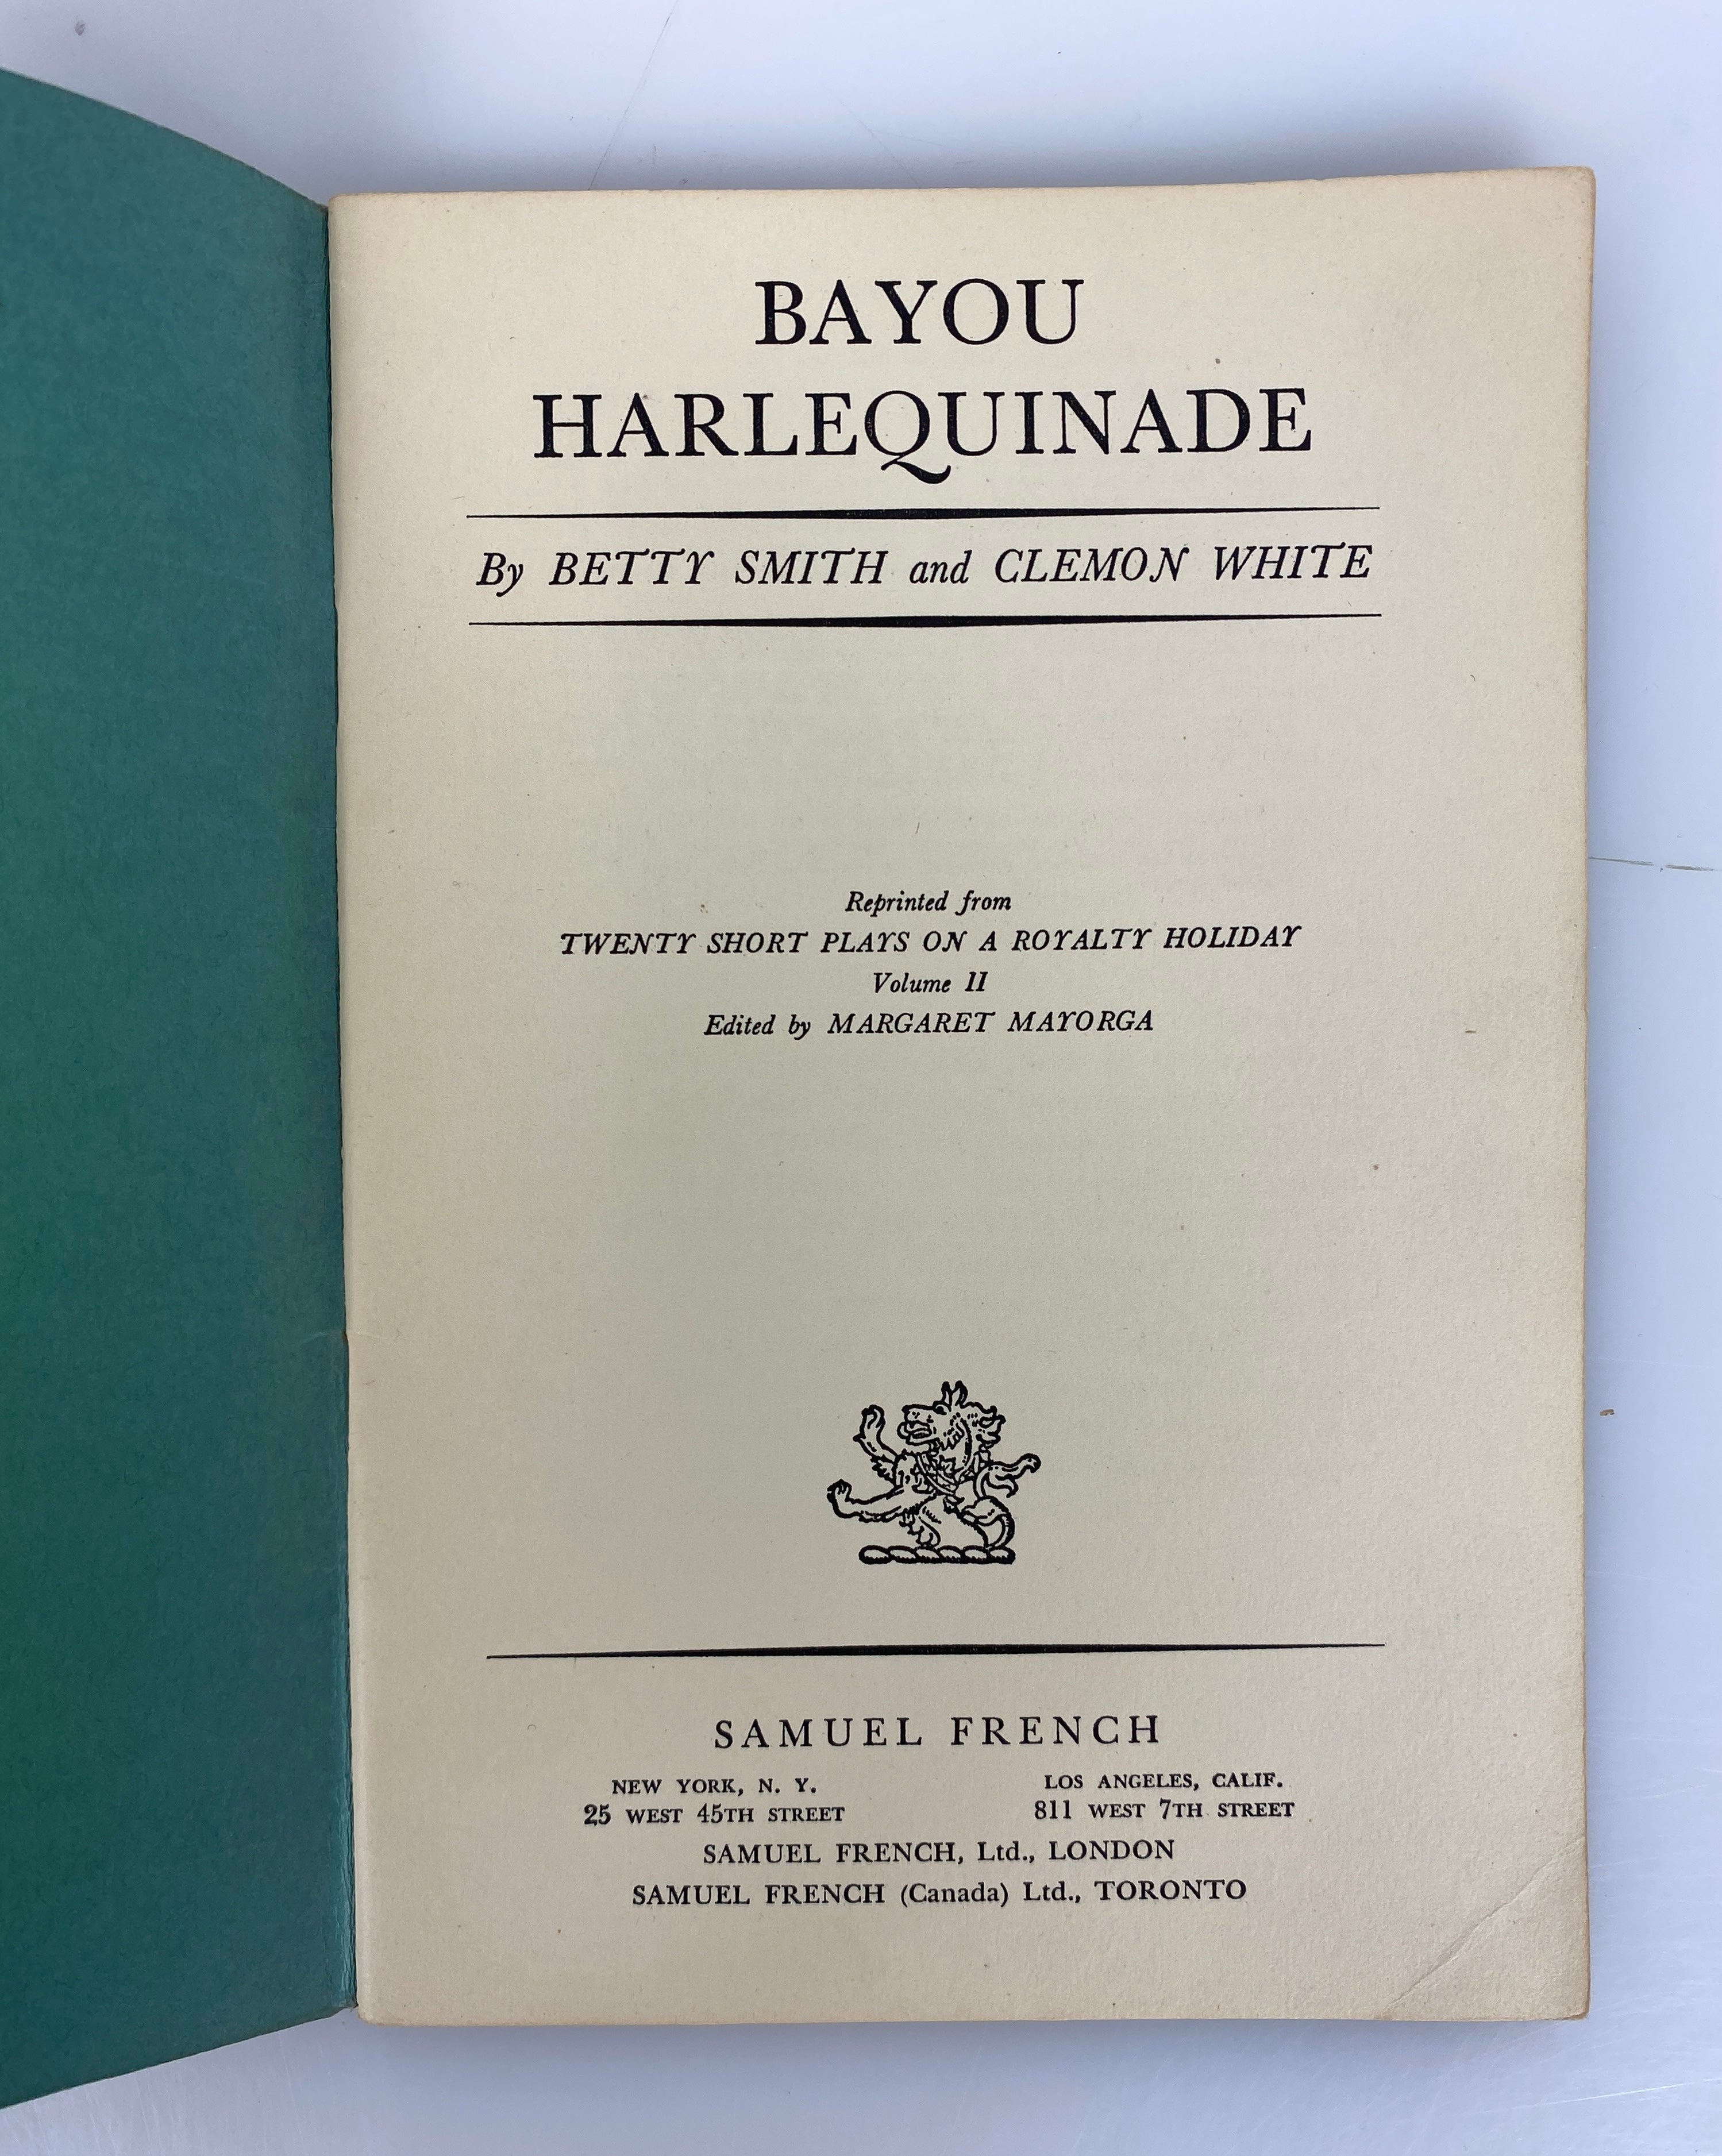 BAYOU
HARLEQUINADE
By BETTY SMITH and CLEMON WHITE
Reprinted from
TWENTY SHORT PLAYS ON A ROYALTY HOLIDAY
Volume II
Edited by MARGARET MAYORGA
SAMUEL FRENCH
NEW YORK, N. Y. LOS ANGELES, CALIF.
25 WEST 45TH STREET 811 WEST 7TH STREET
SAMUEL FRENCH, Ltd., LONDON
SAMUEL FRENCH (Canada) Ltd., TORONTO